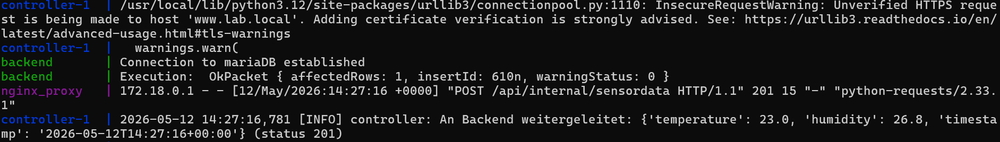 controller-1  | /usr/local/lib/python3.12/site-packages/urllib3/connectionpool.py:1110: InsecureRequestWarning: Unverified HTTPS reque
st is being made to host 'www.lab.local'. Adding certificate verification is strongly advised. See: https://urllib3.readthedocs.io/en/
latest/advanced-usage.html#tls-warnings
controller-1  |   warnings.warn(
backend       | Connection to mariaDB established
backend       | Execution:  OkPacket { affectedRows: 1, insertId: 610n, warningStatus: 0 }
nginx_proxy   | 172.18.0.1 - - [12/May/2026:14:27:16 +0000] "POST /api/internal/sensordata HTTP/1.1" 201 15 "-" "python-requests/2.33.
1"
controller-1  | 2026-05-12 14:27:16,781 [INFO] controller: An Backend weitergeleitet: {'temperature': 23.0, 'humidity': 26.8, 'timesta
mp': '2026-05-12T14:27:16+00:00'} (status 201)